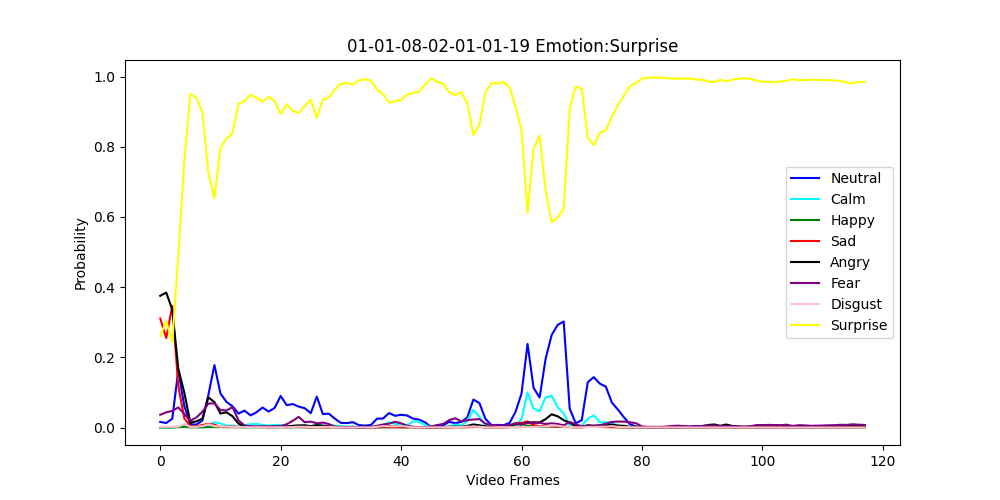 01-01-08-02-01-01-19 Emotion:Surprise
Probability
1.0
0.8
0.6
0.4
0.2
0.0
0
20
40
60
80
100
120
Video Frames
Neutral
Calm
Happy
Sad
Angry
Fear
Disgust
Surprise